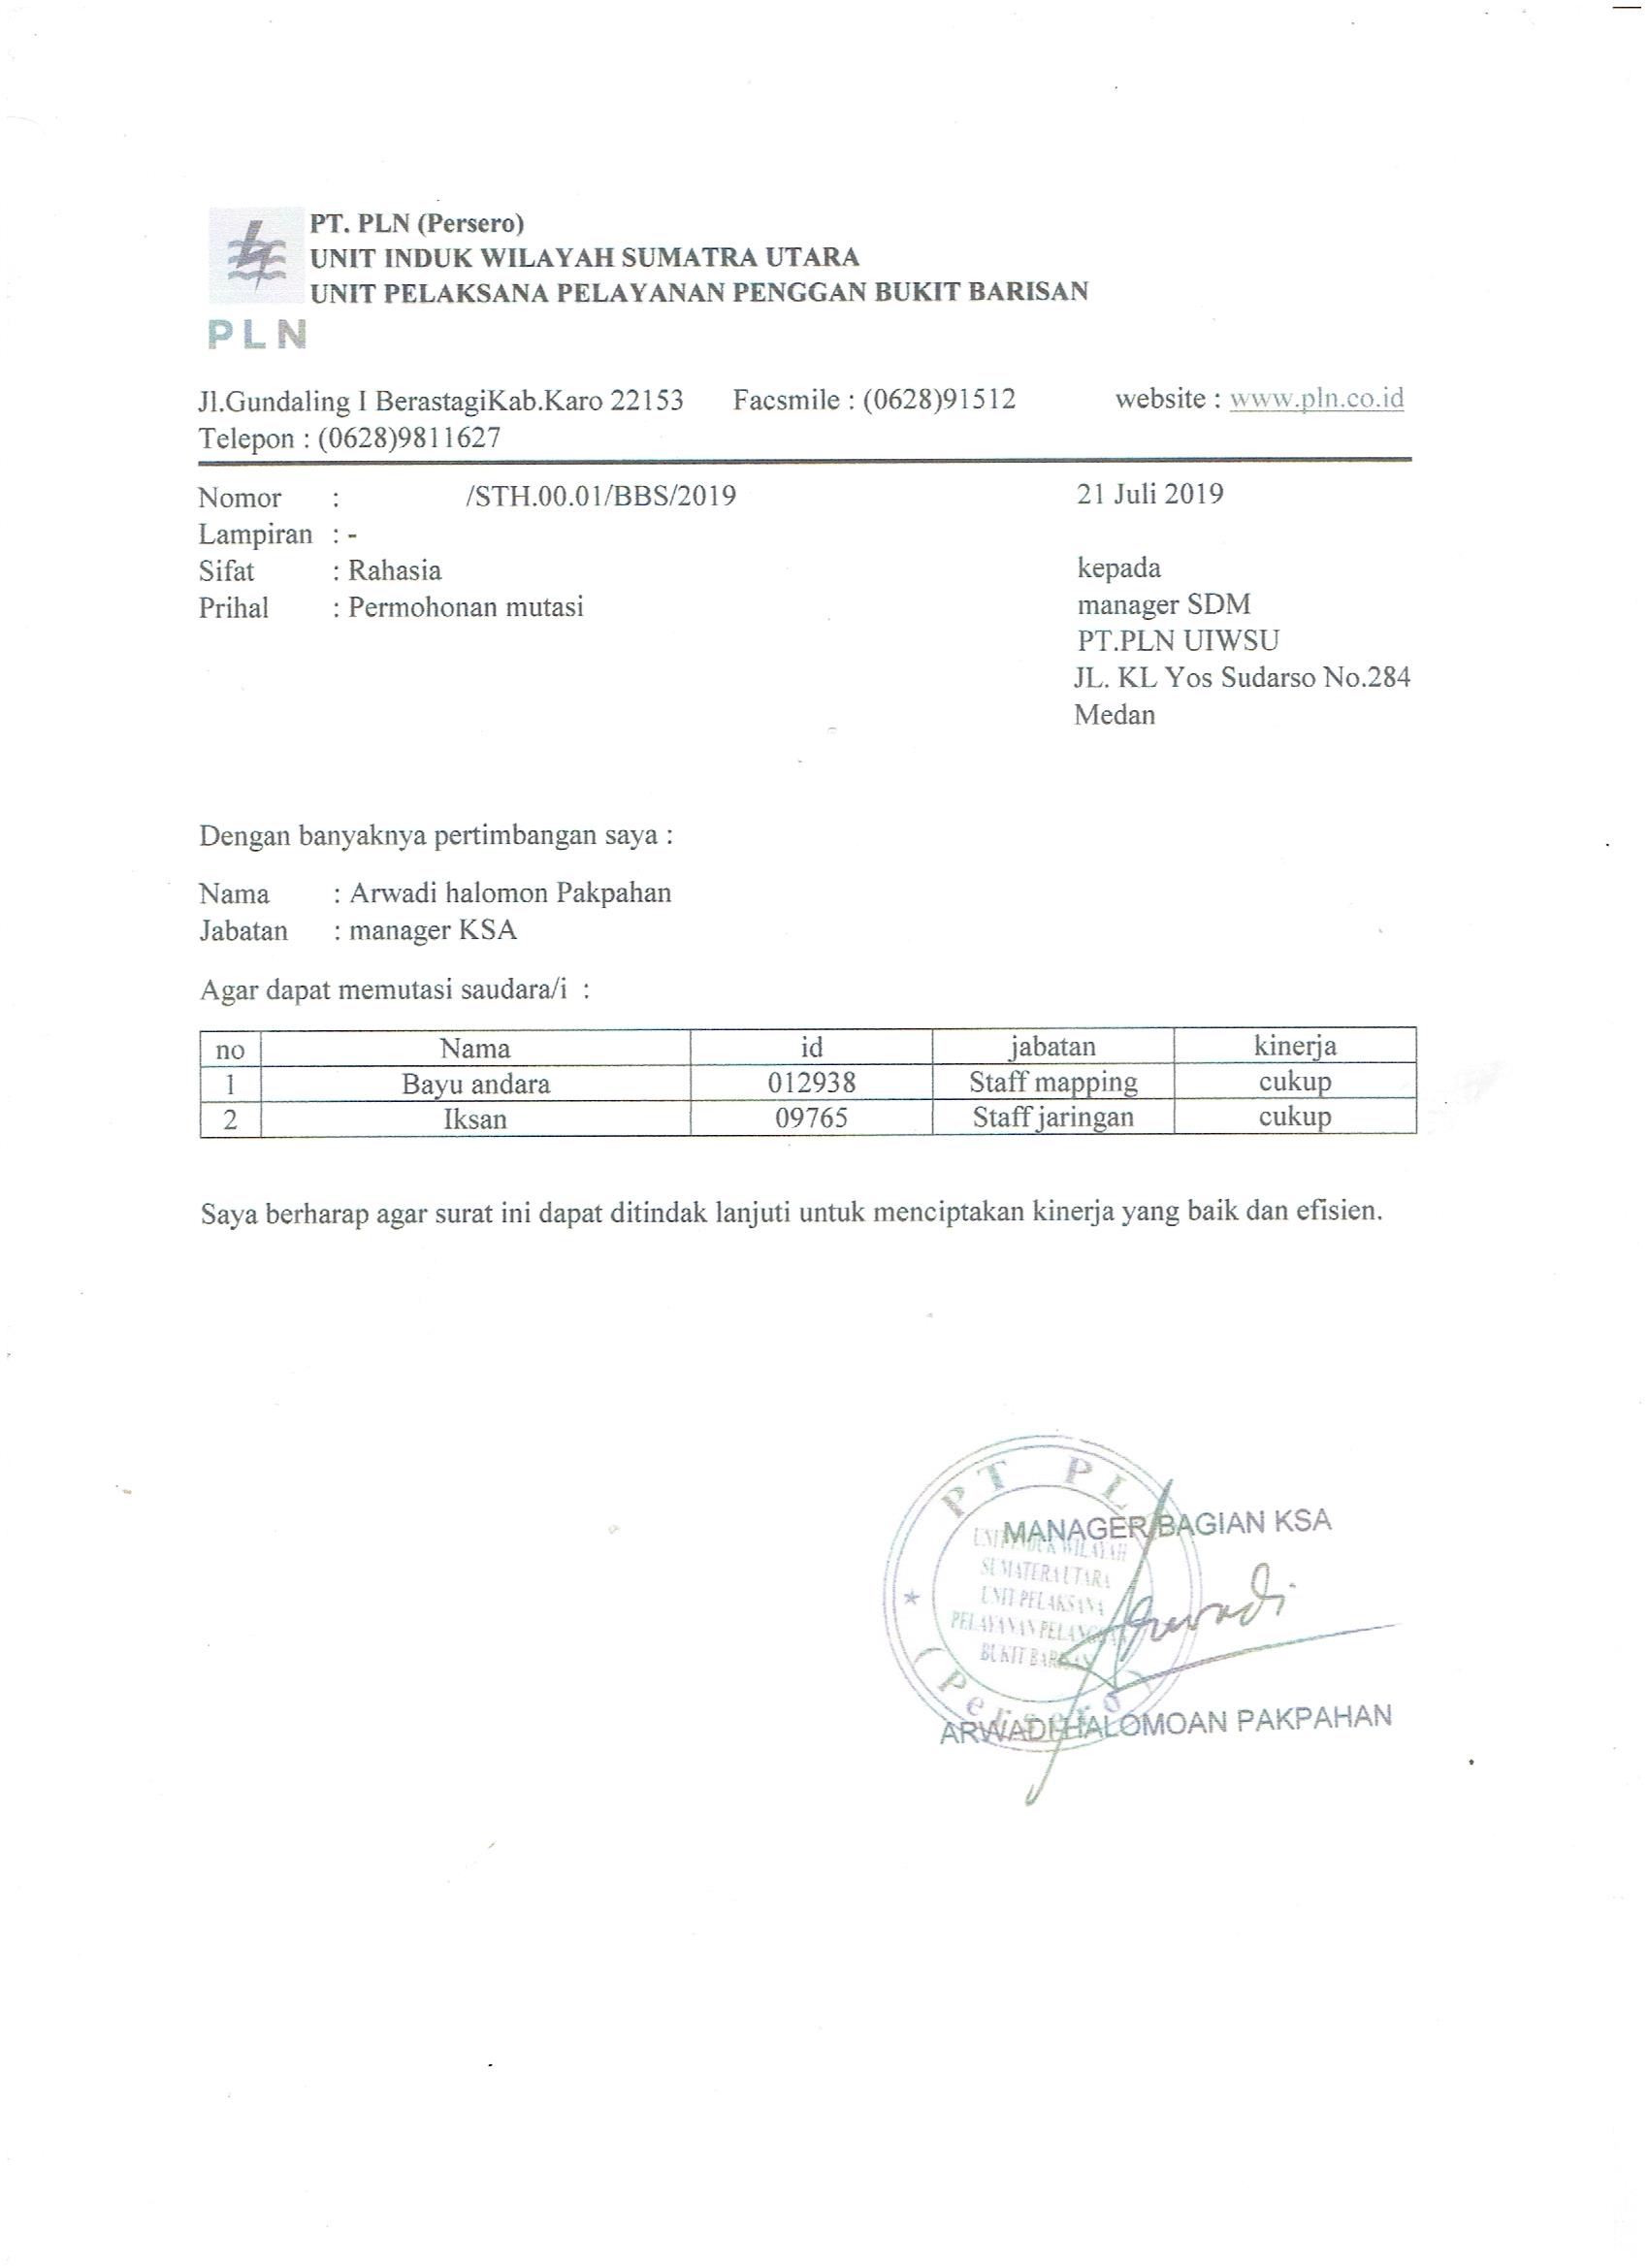 PT. PLN (Persero)
UNIT INDUK WILAYAH SUMATRA UTARA
UNIT PELAKSANA PELAYANAN PENGGAN BUKIT BARISAN
PLN
Jl.Gundaling I BerastagiKab.Karo 22153 Facsmile : (0628)91512 website : www.pln.co.id
Telepon : (0628)9811627
Nomor : /STH.00.01/BBS/2019 21 Juli 2019
Lampiran : -
Sifat : Rahasia kepada
Prihal : Permohonan mutasi manager SDM
PT.PLN UIWSU
JL. KL Yos Sudarso No.284
Medan
Dengan banyaknya pertimbangan saya :
Nama : Arwadi halomon Pakpahan
Jabatan : manager KSA
Agar dapat memutasi saudara/i :
no Nama id jabatan kinerja
1 Bayu andara 012938 Staff mapping cukup
2 Iksan 09765 Staff jaringan cukup
Saya berharap agar surat ini dapat ditindak lanjuti untuk menciptakan kinerja yang baik dan efisien.
PT PLN
MANAGER BAGIAN KSA
UNIT INDUK WILAYAH
SUMATERA UTARA
UNIT PELAKSANA
PELAYANAN PELANGGAN
BUKIT BARISAN
(Persero)
Arwadi
ARWADI HALOMOAN PAKPAHAN